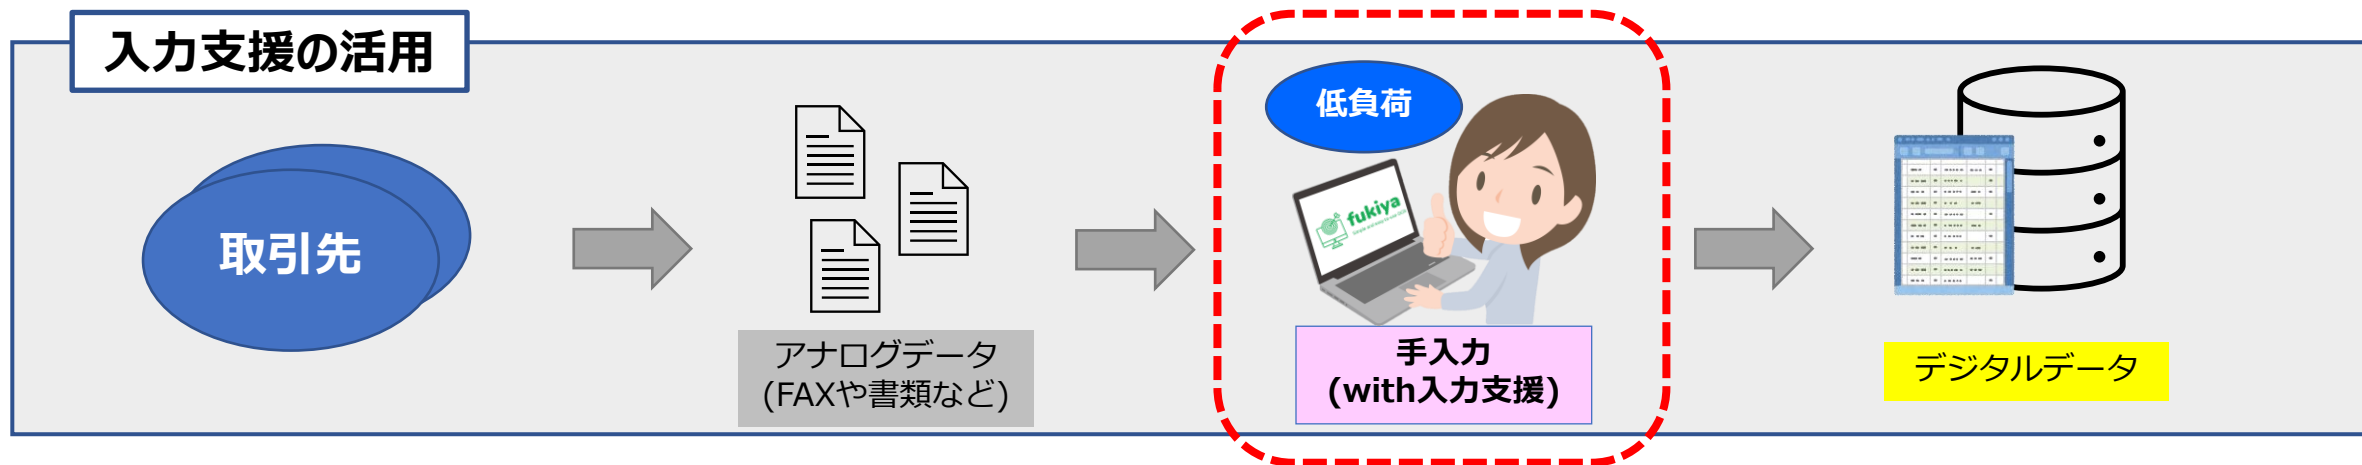 入力支援の活用
取引先
アナログデータ
(FAXや書類など)
低負荷
fukiya
手入力
(with入力支援)
デジタルデータ